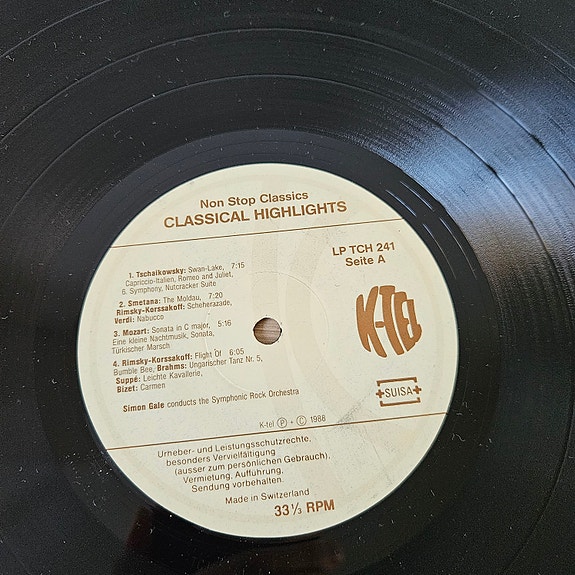 Non Stop Classics
CLASSICAL HIGHLIGHTS
LP TCH 241
Seite A
1. Tschaikowsky: Swan-Lake, 7:15
Capriccio-Italien, Romeo and Juliet,
6. Symphony, Nutcracker Suite
2. Smetana: The Moldau, 7:20
Rimsky-Korssakoff: Scheherazade,
Verdi: Nabucco
3. Mozart: Sonata in C major, 5:16
Eine kleine Nachtmusik, Sonata,
Türkischer Marsch
4. Rimsky-Korssakoff: Flight Of 6:05
Bumble Bee, Brahms: Ungarischer Tanz Nr. 5,
Suppé: Leichte Kavallerie,
Bizet: Carmen
Simon Gale conducts the Symphonic Rock Orchestra
K-TEL
SUISA
K-tel Ⓟ + Ⓒ 1988
Urheber- und Leistungsschutzrechte,
besonders Vervielfältigung
(ausser zum persönlichen Gebrauch),
Vermietung, Aufführung,
Sendung vorbehalten.
Made in Switzerland
33⅓ RPM